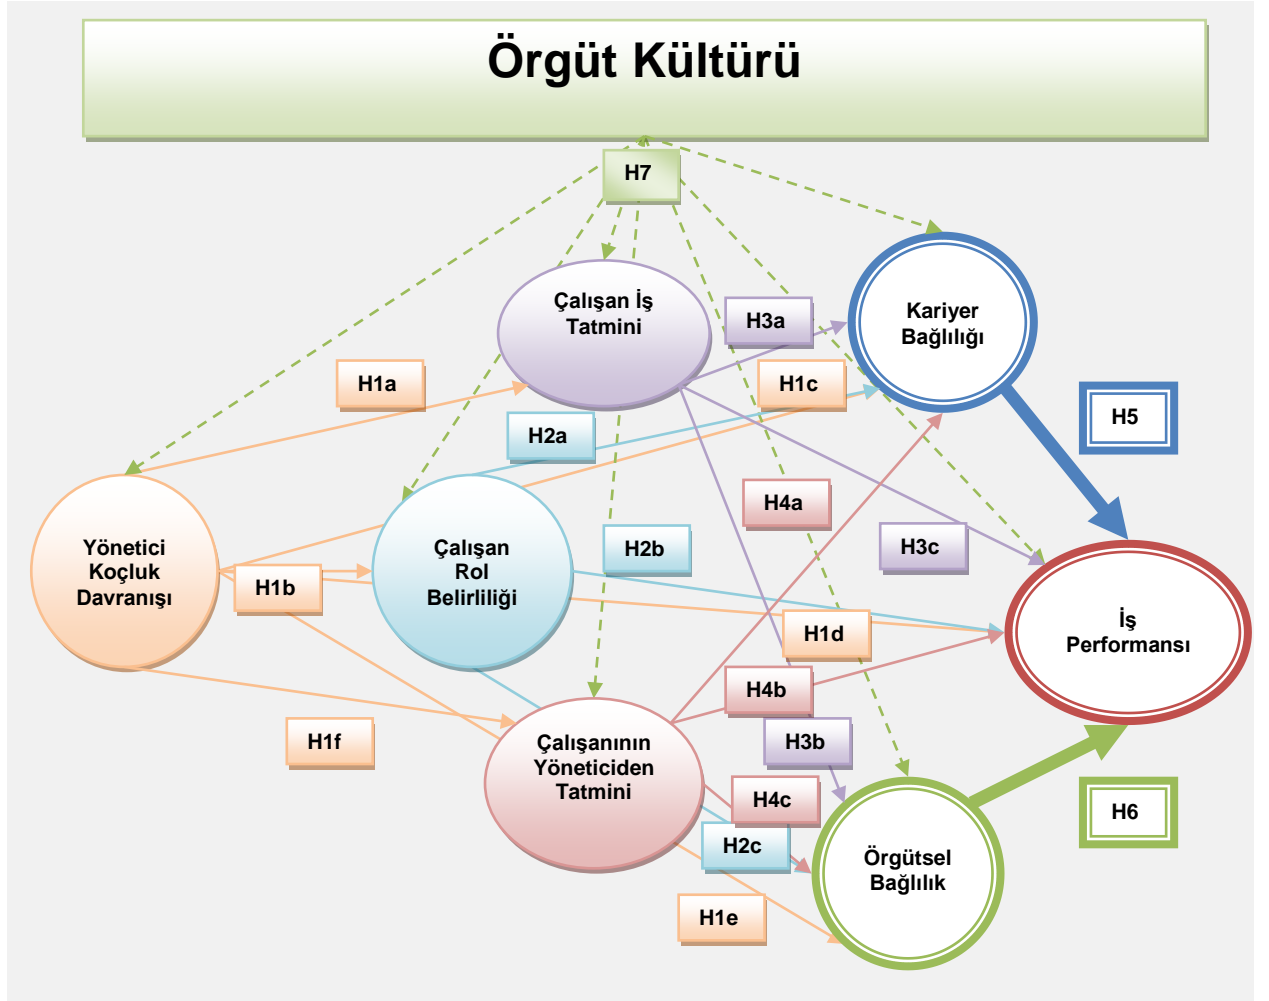 Örgüt Kültürü
H7
Çalışan İş
Tatmini
H3a
Kariyer
Bağlılığı
H1a
H1c
H5
H2a
H4a
H3c
Yönetici
Koçluk
Davranışı
H1b
Çalışan
Rol
Belirliliği
H2b
H1d
İş
Performansı
H4b
H1f
Çalışanının
Yöneticiden
Tatmini
H3b
H4c
H6
H2c
Örgütsel
Bağlılık
H1e